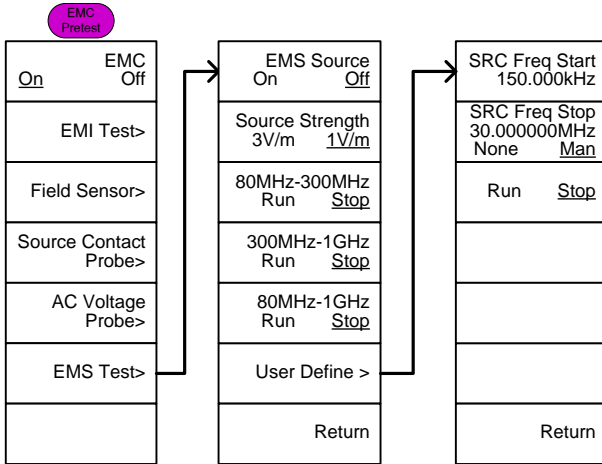 EMC
Pretest
EMC
On Off
EMI Test>
Field Sensor>
Source Contact
Probe>
AC Voltage
Probe>
EMS Test>
EMS Source
On Off
Source Strength
3V/m 1V/m
80MHz-300MHz
Run Stop
300MHz-1GHz
Run Stop
80MHz-1GHz
Run Stop
User Define >
Return
SRC Freq Start
150.000kHz
SRC Freq Stop
30.000000MHz
None Man
Run Stop
Return